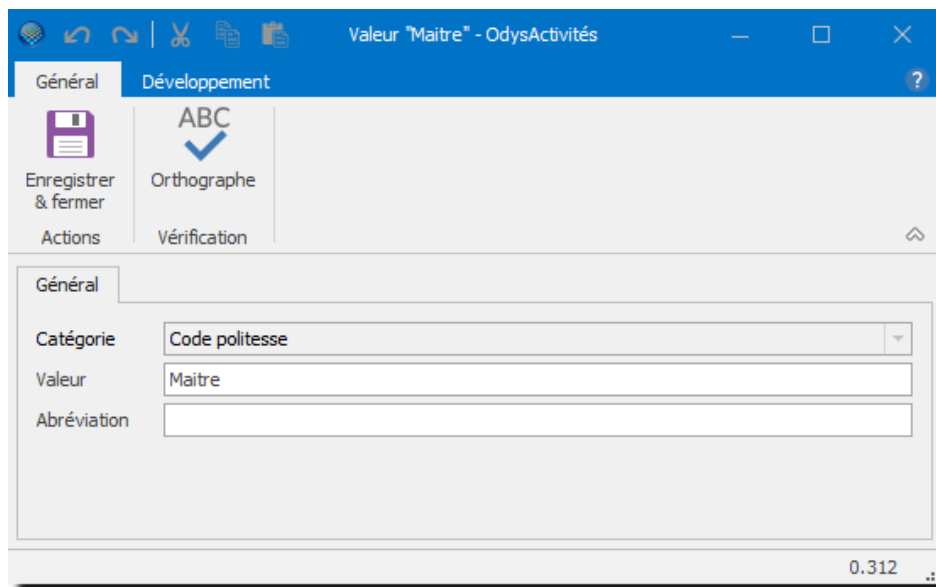 Valeur "Maitre" - OdysActivités
Général Développement
?
ABC
Enregistrer
& fermer
Orthographe
Actions Vérification
Général
Catégorie Code politesse
Valeur Maitre
Abréviation
0.312